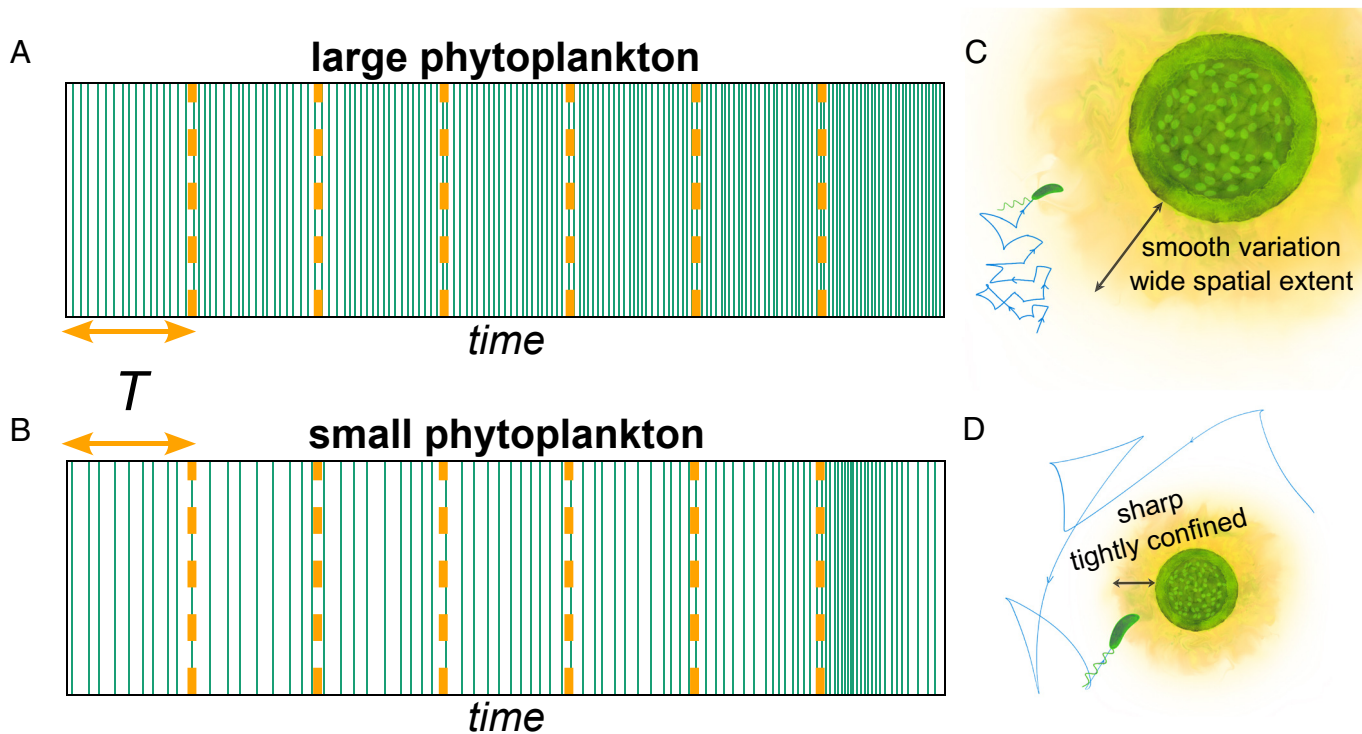 A
large phytoplankton
time
T
B
small phytoplankton
time
C
smooth variation
wide spatial extent
D
sharp
tightly confined